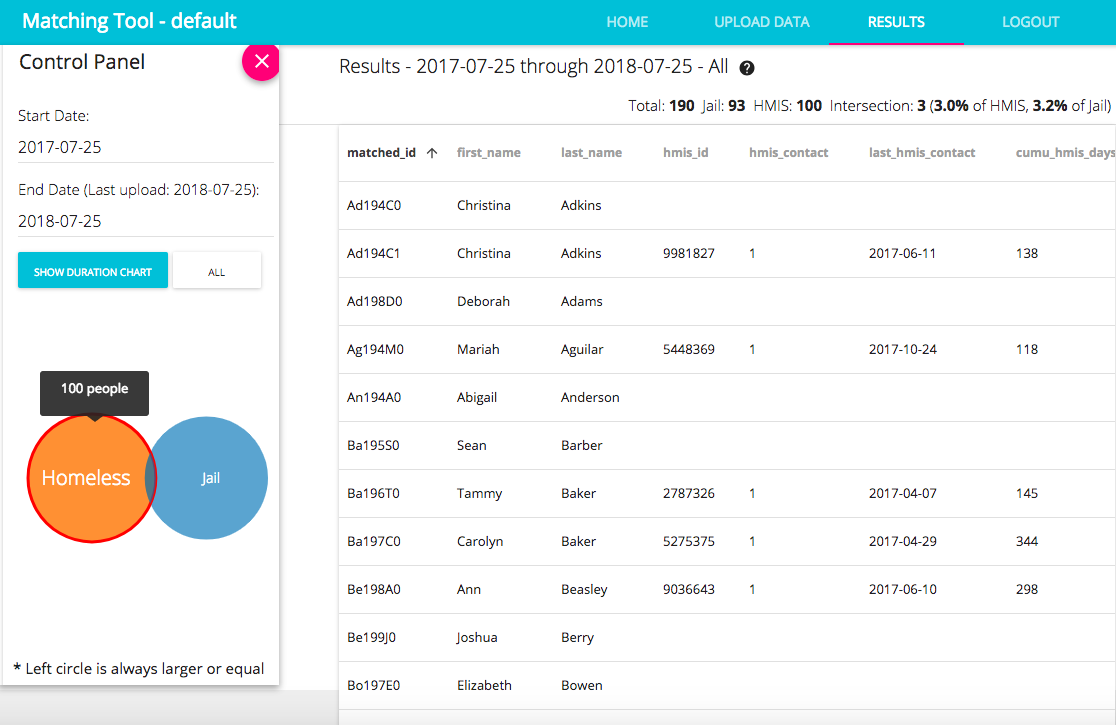 Matching Tool - default
HOME UPLOAD DATA RESULTS LOGOUT
Control Panel
Start Date:
2017-07-25
End Date (Last upload: 2018-07-25):
2018-07-25
SHOW DURATION CHART ALL
100 people
Homeless Jail
* Left circle is always larger or equal
Results - 2017-07-25 through 2018-07-25 - All ?
Total: 190 Jail: 93 HMIS: 100 Intersection: 3 (3.0% of HMIS, 3.2% of Jail)
matched_id first_name last_name hmis_id hmis_contact last_hmis_contact cumu_hmis_days
Ad194C0 Christina Adkins
Ad194C1 Christina Adkins 9981827 1 2017-06-11 138
Ad198D0 Deborah Adams
Ag194M0 Mariah Aguilar 5448369 1 2017-10-24 118
An194A0 Abigail Anderson
Ba195S0 Sean Barber
Ba196T0 Tammy Baker 2787326 1 2017-04-07 145
Ba197C0 Carolyn Baker 5275375 1 2017-04-29 344
Be198A0 Ann Beasley 9036643 1 2017-06-10 298
Be199J0 Joshua Berry
Bo197E0 Elizabeth Bowen